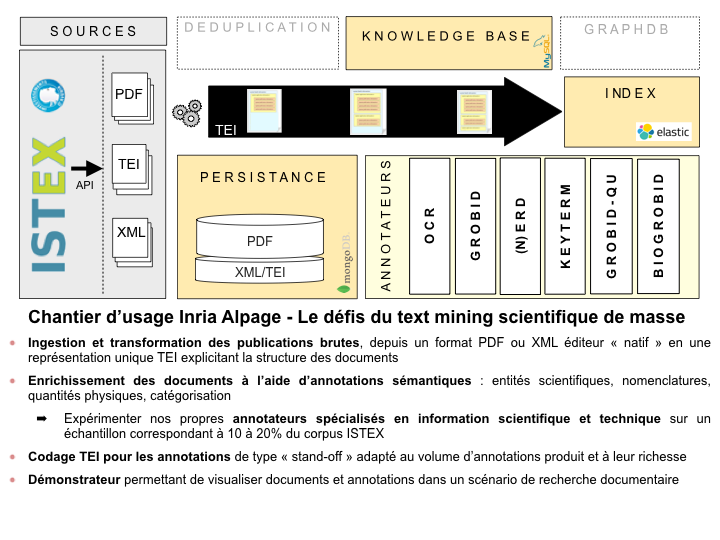 SOURCES
DEDUPLICATION
KNOWLEDGE BASE
MySQL
GRAPHDB
ISTEX
API
PDF
TEI
XML
TEI
INDEX
elastic
PERSISTANCE
PDF
XML/TEI
mongoDB
ANNOTATEURS
OCR
GROBID
(N)ERD
KEYTERM
GROBID-QU
BIOGROBID
Chantier d’usage Inria Alpage - Le défis du text mining scientifique de masse
Ingestion et transformation des publications brutes, depuis un format PDF ou XML éditeur « natif » en une
représentation unique TEI explicitant la structure des documents
Enrichissement des documents à l’aide d’annotations sémantiques : entités scientifiques, nomenclatures,
quantités physiques, catégorisation
➡ Expérimenter nos propres annotateurs spécialisés en information scientifique et technique sur un
échantillon correspondant à 10 à 20% du corpus ISTEX
Codage TEI pour les annotations de type « stand-off » adapté au volume d’annotations produit et à leur richesse
Démonstrateur permettant de visualiser documents et annotations dans un scénario de recherche documentaire